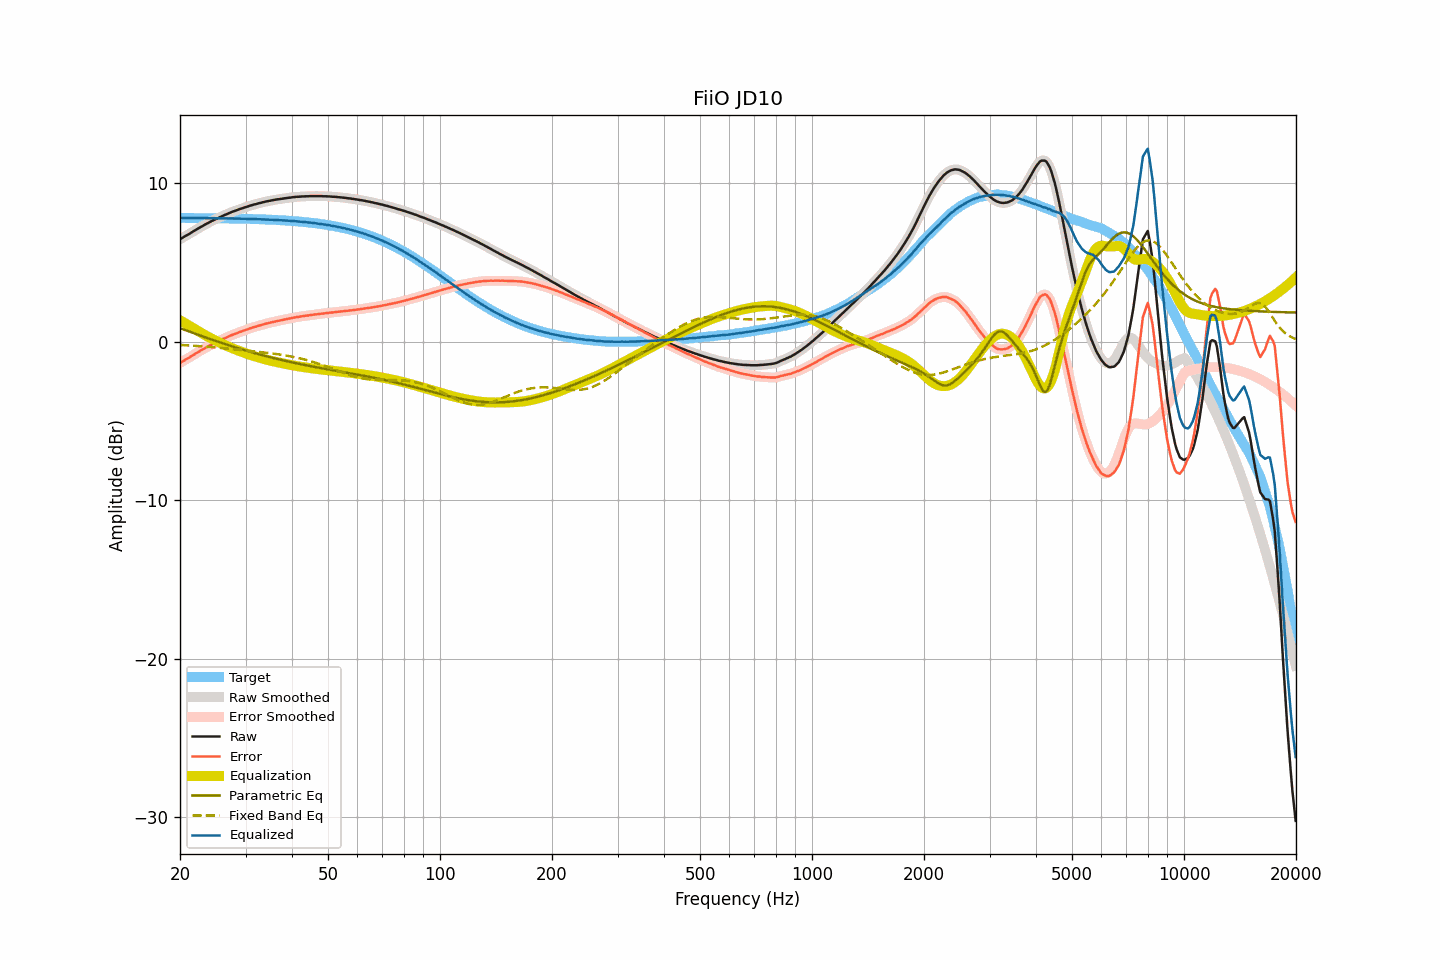 FiiO JD10
Amplitude (dBr)
10
0
−10
−20
−30
Target
Raw Smoothed
Error Smoothed
Raw
Error
Equalization
Parametric Eq
Fixed Band Eq
Equalized
20 50 100 200 500 1000 2000 5000 10000 20000
Frequency (Hz)